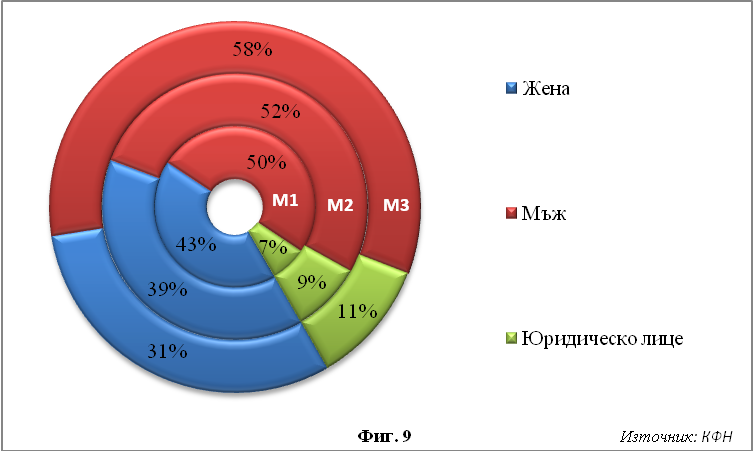 58%
52%
50%
M1
M2
M3
43%
7%
39%
9%
31%
11%
Жена
Мъж
Юридическо лице
Фиг. 9
Източник: КФН